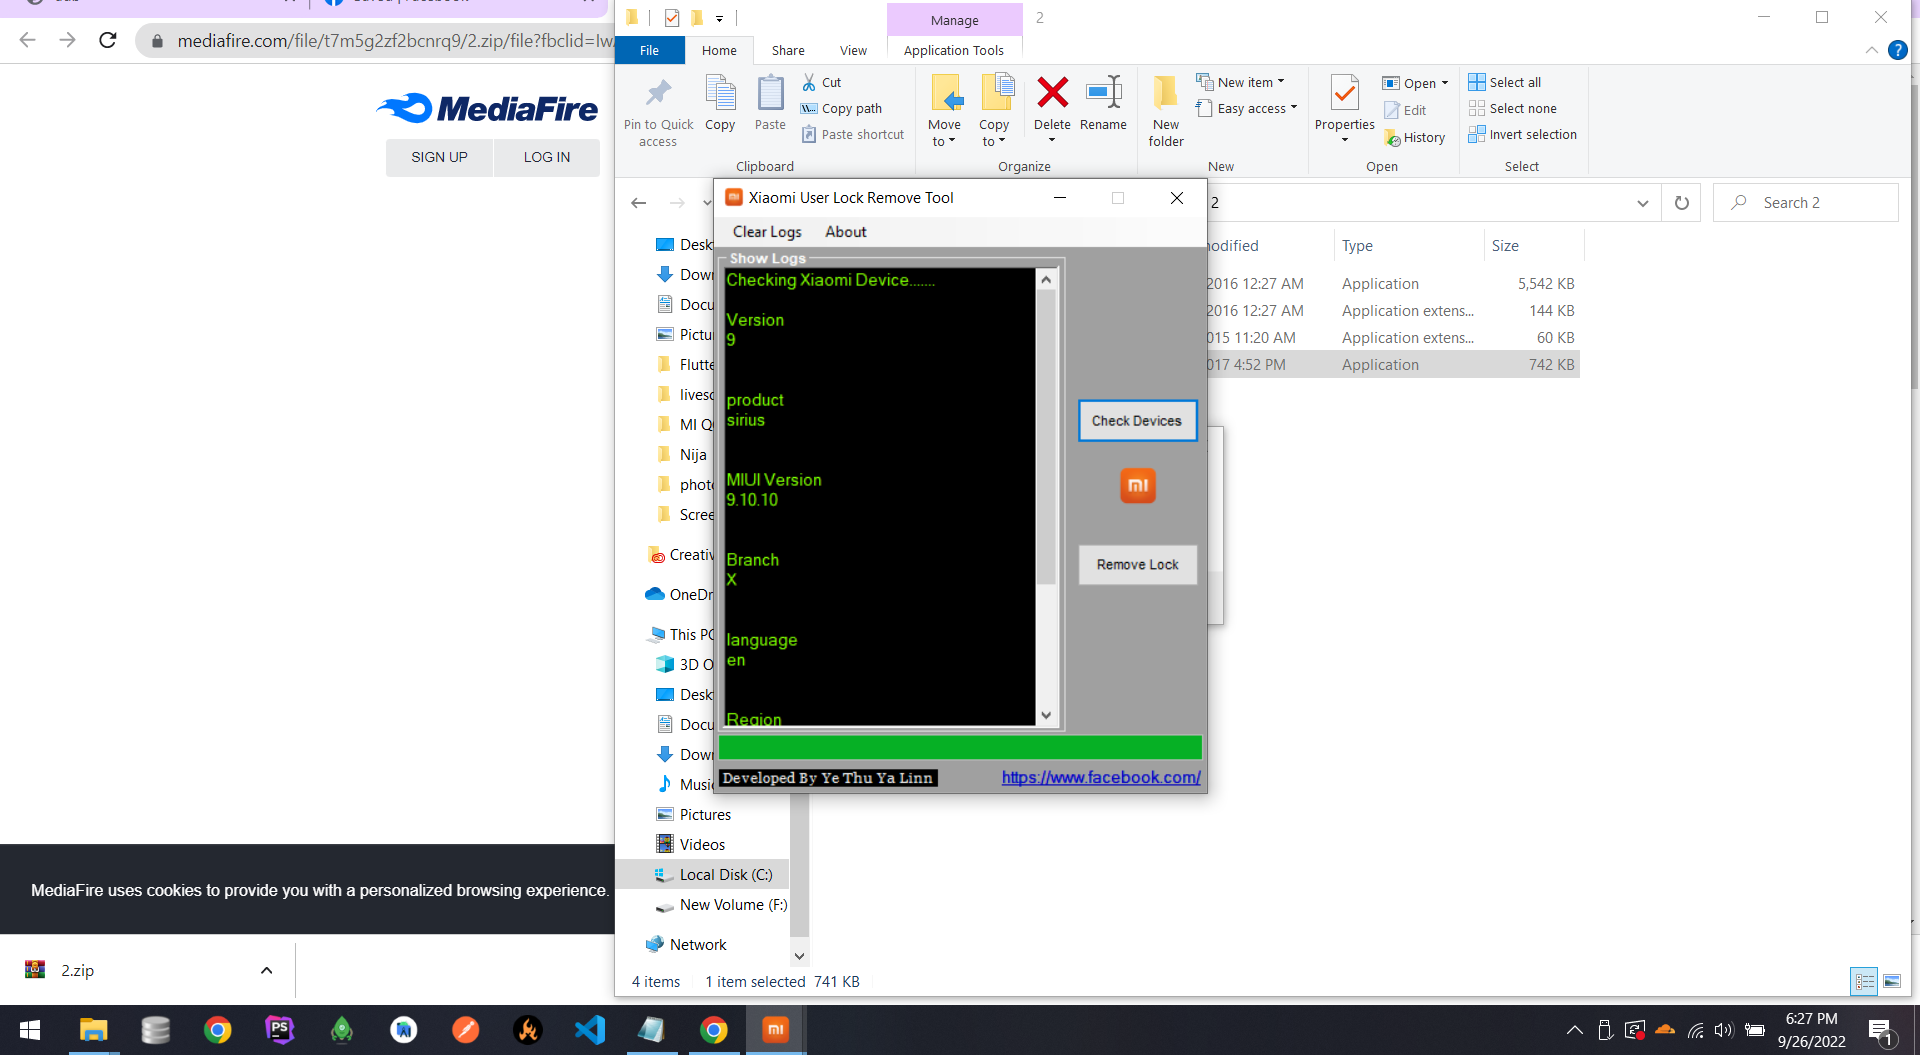 mediafire.com/file/t7m5g2zf2bcnrq9/2.zip/file?fbclid=Iw
MediaFire
SIGN UP
LOG IN
MediaFire uses cookies to provide you with a personalized browsing experience.
2.zip
Manage
2
File
Home
Share
View
Application Tools
Pin to Quick access
Copy
Paste
Cut
Copy path
Paste shortcut
Clipboard
Move to
Copy to
Delete
Rename
Organize
New folder
New item
Easy access
New
Properties
Open
Edit
History
Open
Select all
Select none
Invert selection
Select
2
Search 2
Type
Size
2016 12:27 AM Application 5,542 KB
2016 12:27 AM Application extens... 144 KB
015 11:20 AM Application extens... 60 KB
017 4:52 PM Application 742 KB
Desk
Dow
Docu
Pictu
Flutte
livesc
MI Q
Nija
phot
Scree
Creativ
OneDr
This PC
3D O
Desk
Docu
Dow
Music
Pictures
Videos
Local Disk (C:)
New Volume (F:)
Network
4 items
1 item selected 741 KB
Xiaomi User Lock Remove Tool
Clear Logs
About
Show Logs
Checking Xiaomi Device.......
Version
9
product
sirius
MIUI Version
9.10.10
Branch
X
language
en
Region
Check Devices
Remove Lock
Developed By Ye Thu Ya Linn
https://www.facebook.com/
6:27 PM
9/26/2022
1